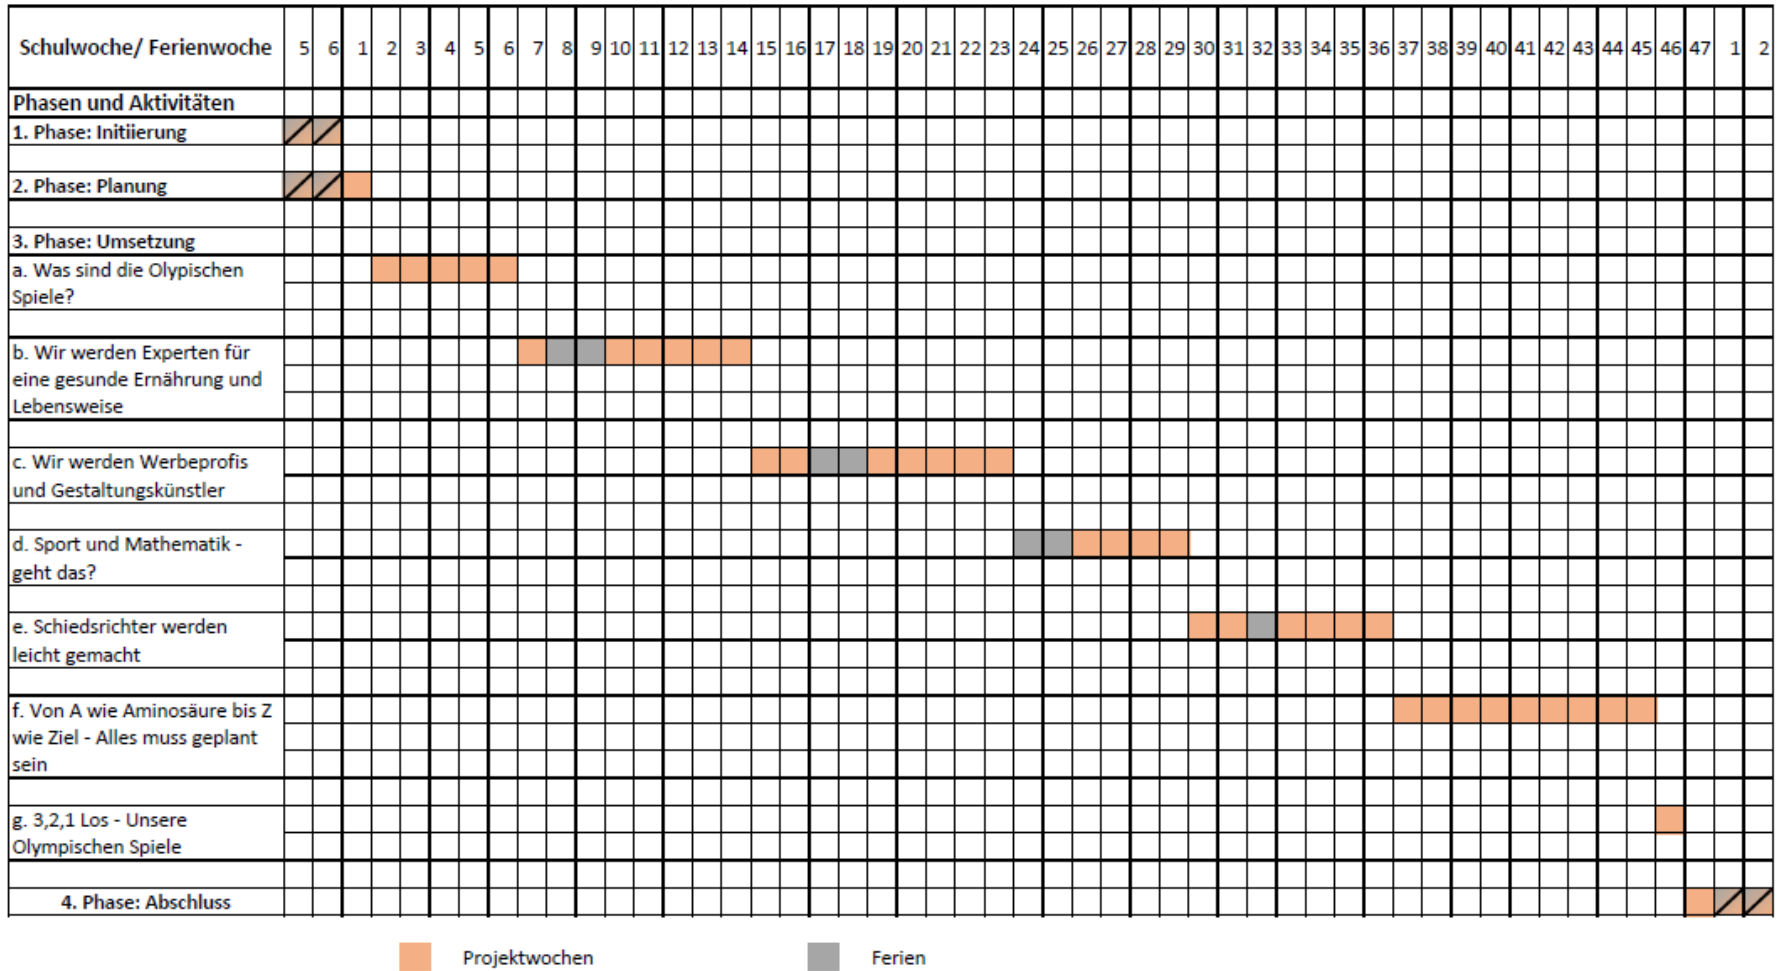 Schulwoche/ Ferienwoche 5 6 1 2 3 4 5 6 7 8 9 10 11 12 13 14 15 16 17 18 19 20 21 22 23 24 25 26 27 28 29 30 31 32 33 34 35 36 37 38 39 40 41 42 43 44 45 46 47 1 2
Phasen und Aktivitäten
1. Phase: Initiierung
2. Phase: Planung
3. Phase: Umsetzung
a. Was sind die Olypischen
Spiele?
b. Wir werden Experten für
eine gesunde Ernährung und
Lebensweise
c. Wir werden Werbeprofis
und Gestaltungskünstler
d. Sport und Mathematik -
geht das?
e. Schiedsrichter werden
leicht gemacht
f. Von A wie Aminosäure bis Z
wie Ziel - Alles muss geplant
sein
g. 3,2,1 Los - Unsere
Olympischen Spiele
4. Phase: Abschluss
Projektwochen Ferien